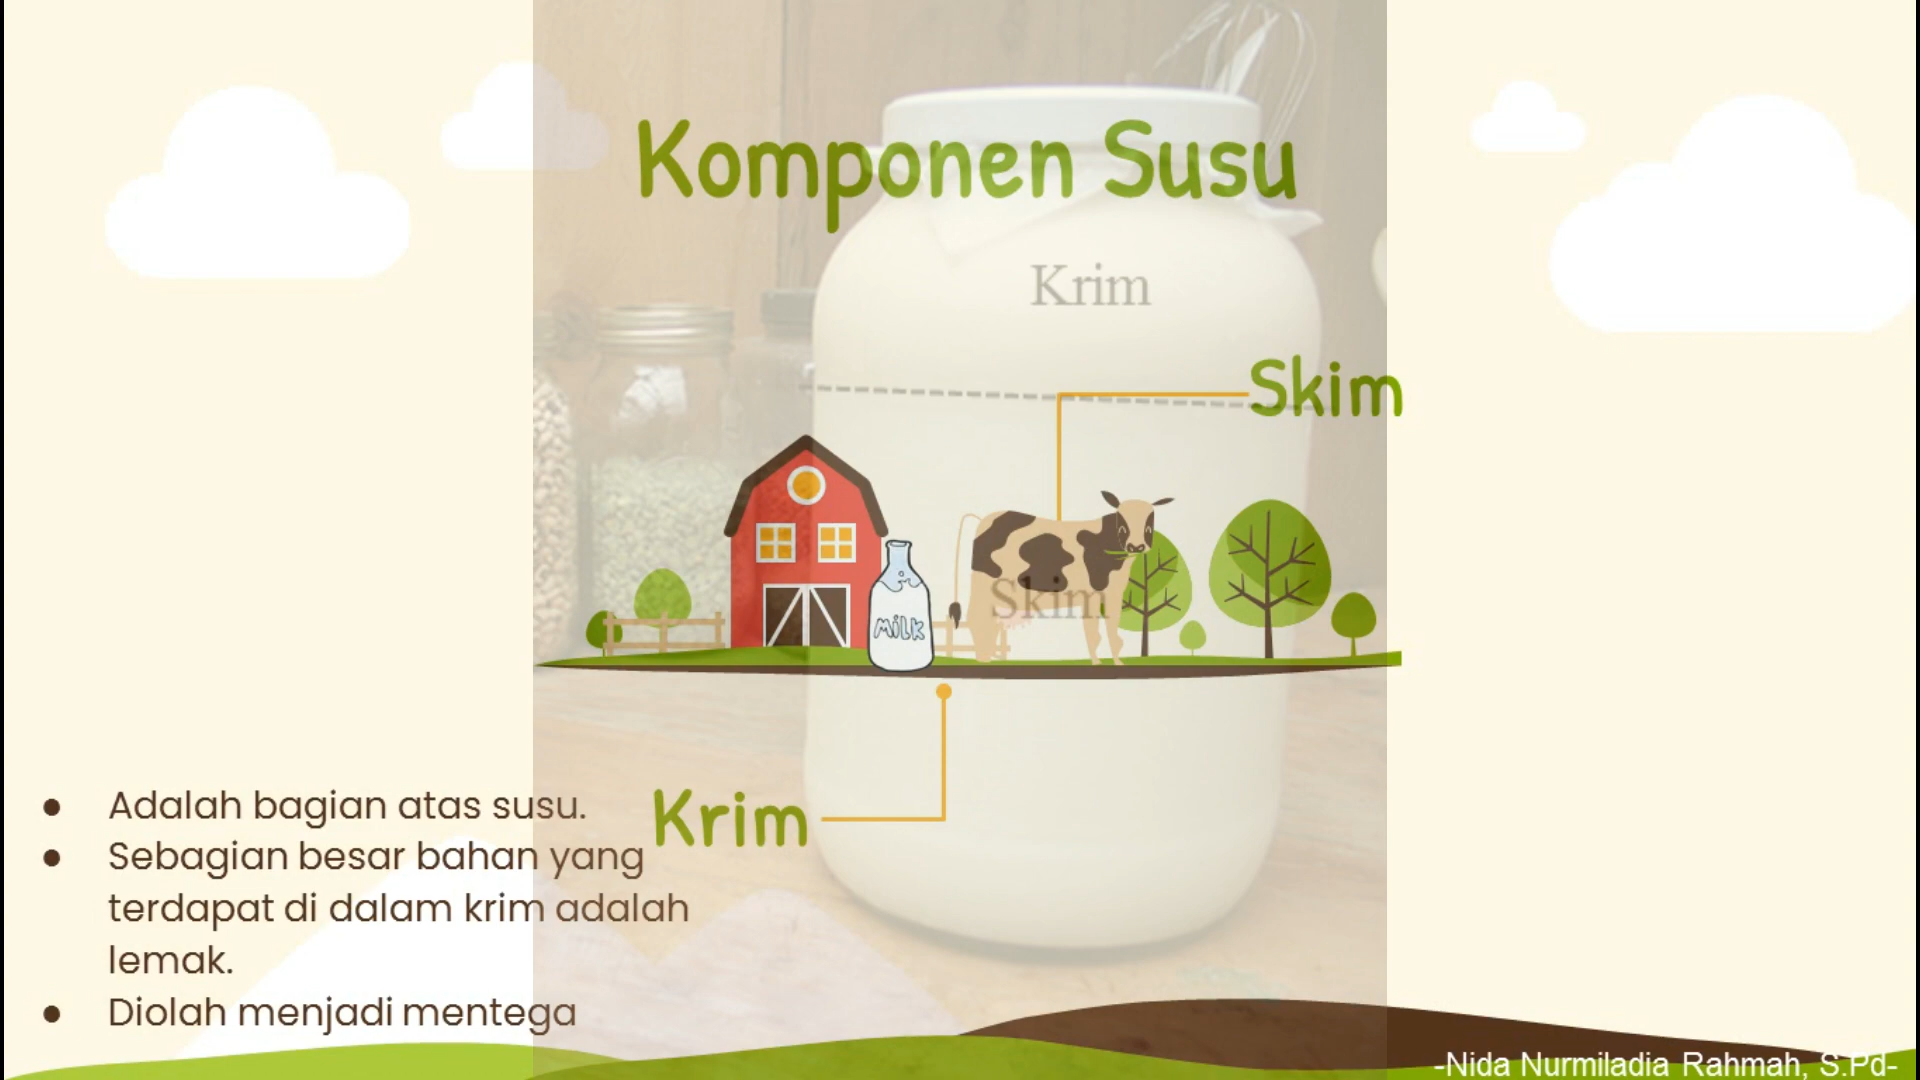 Komponen Susu
Krim
Skim
MILK
Skim
Krim
● Adalah bagian atas susu.
● Sebagian besar bahan yang
terdapat di dalam krim adalah
lemak.
● Diolah menjadi mentega
-Nida Nurmiladia Rahmah, S.Pd-